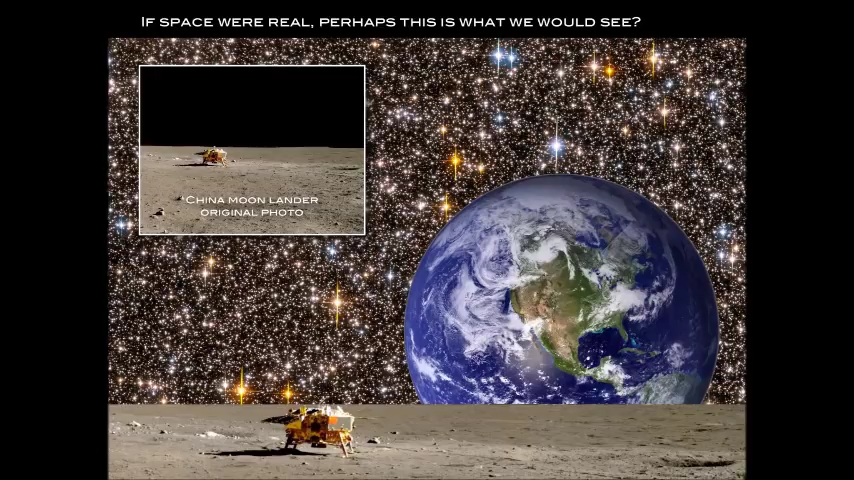 If space were real, perhaps this is what we would see?
*China moon lander
original photo